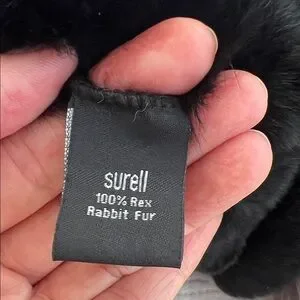 surell
100% Rex
Rabbit Fur